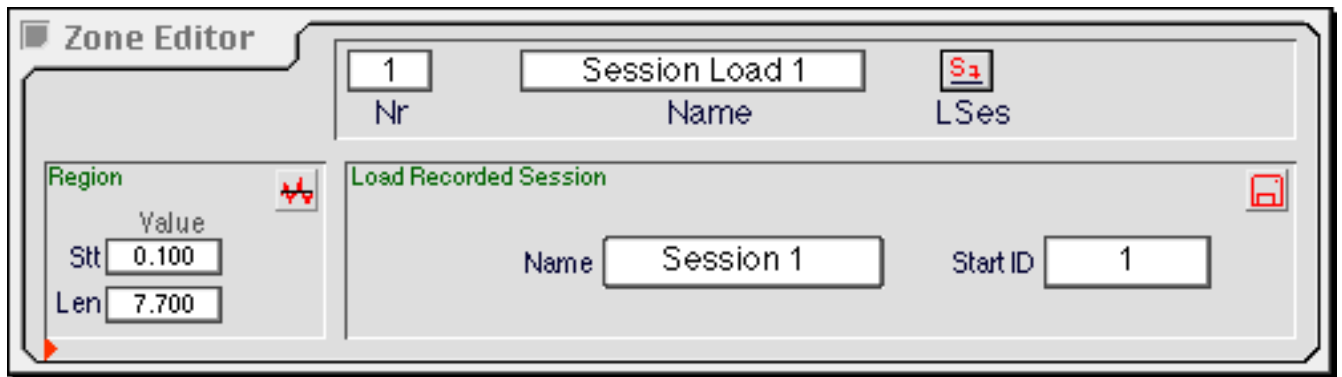 Zone Editor
1 Session Load 1 S1
Nr Name LSes
Region
Value
Stt 0.100
Len 7.700
Load Recorded Session
Name Session 1 Start ID 1